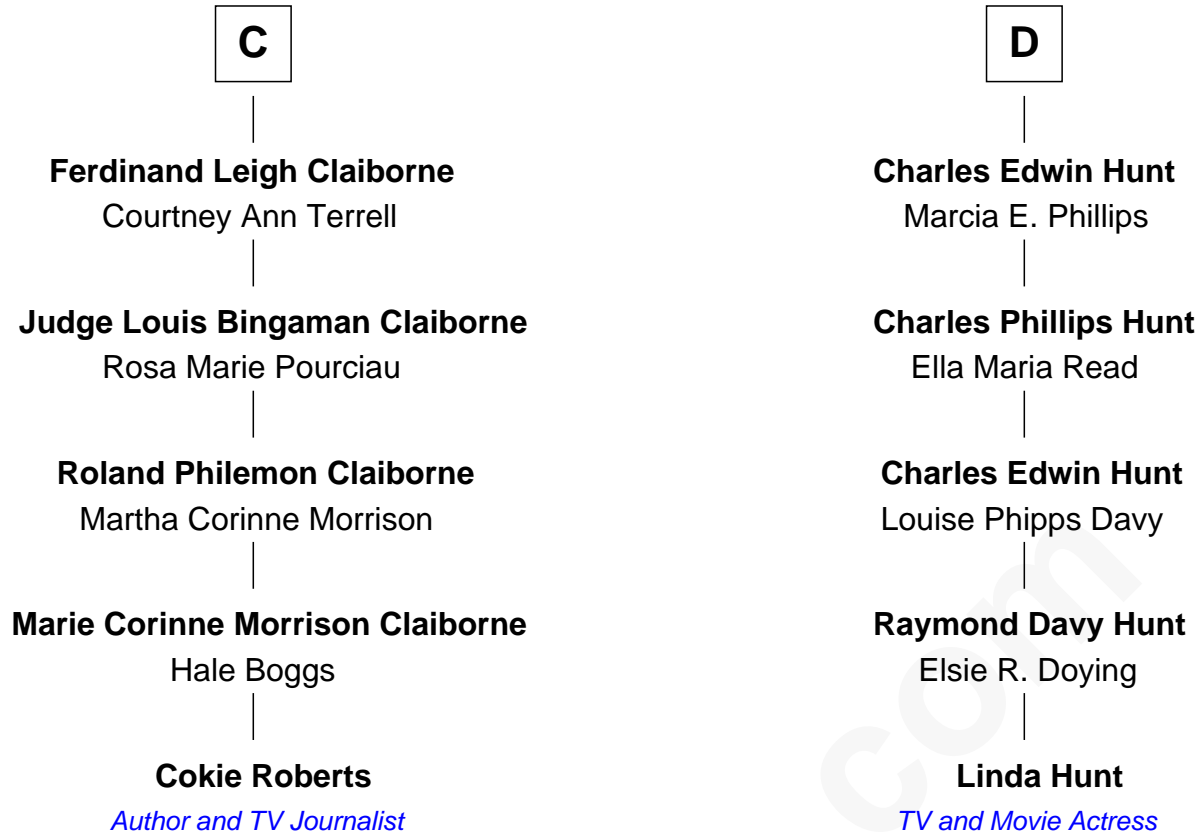 C
Ferdinand Leigh Claiborne
Courtney Ann Terrell
Judge Louis Bingaman Claiborne
Rosa Marie Pourciau
Roland Philemon Claiborne
Martha Corinne Morrison
Marie Corinne Morrison Claiborne
Hale Boggs
Cokie Roberts
Author and TV Journalist
D
Charles Edwin Hunt
Marcia E. Phillips
Charles Phillips Hunt
Ella Maria Read
Charles Edwin Hunt
Louise Phipps Davy
Raymond Davy Hunt
Elsie R. Doying
Linda Hunt
TV and Movie Actress
com